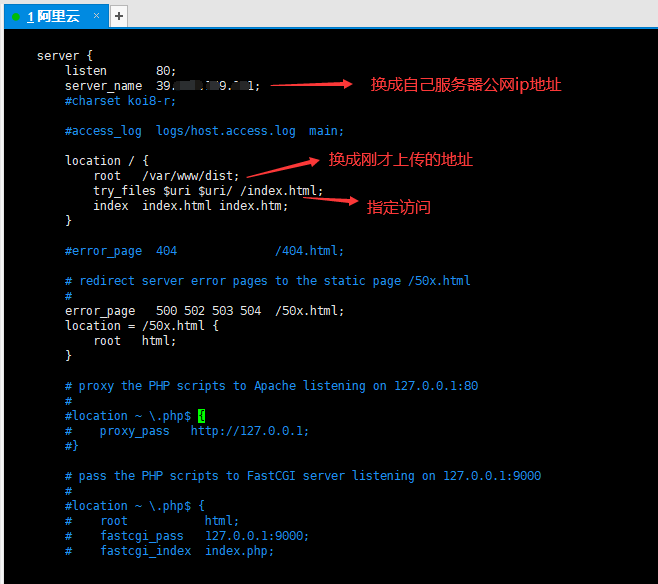 1 阿里云 × +
server {
listen 80;
server_name 39. 9. 1;
换成自己服务器公网ip地址
#charset koi8-r;
#access_log logs/host.access.log main;
location / {
换成刚才上传的地址
root /var/www/dist;
try_files $uri $uri/ /index.html;
index index.html index.htm;
指定访问
}
#error_page 404 /404.html;
# redirect server error pages to the static page /50x.html
#
error_page 500 502 503 504 /50x.html;
location = /50x.html {
root html;
}
# proxy the PHP scripts to Apache listening on 127.0.0.1:80
#
#location ~ \.php$ {
# proxy_pass http://127.0.0.1;
#}
# pass the PHP scripts to FastCGI server listening on 127.0.0.1:9000
#
#location ~ \.php$ {
# root html;
# fastcgi_pass 127.0.0.1:9000;
# fastcgi_index index.php;